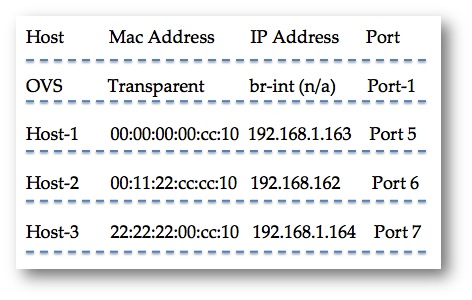 Host Mac Address IP Address Port
OVS Transparent br-int (n/a) Port-1
Host-1 00:00:00:00:cc:10 192.168.1.163 Port 5
Host-2 00:11:22:cc:cc:10 192.168.162 Port 6
Host-3 22:22:22:00:cc:10 192.168.1.164 Port 7